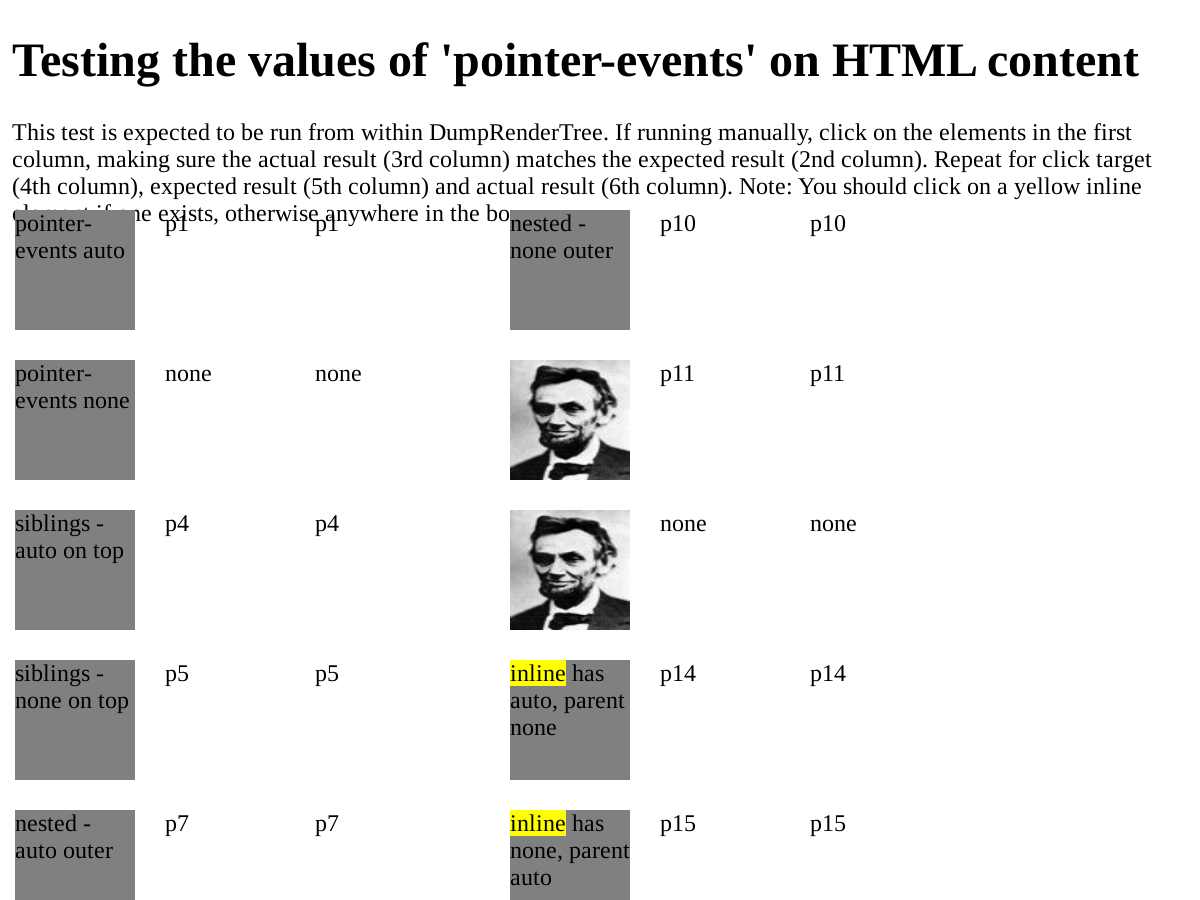 Testing the values of 'pointer-events' on HTML content
This test is expected to be run from within DumpRenderTree. If running manually, click on the elements in the first
column, making sure the actual result (3rd column) matches the expected result (2nd column). Repeat for click target
(4th column), expected result (5th column) and actual result (6th column). Note: You should click on a yellow inline
exists, otherwise anywhere in the
pointer-
events auto
p1
p1
nested -
none outer
p10
p10
pointer-
events none
none
none
p11
p11
siblings -
auto on top
p4
p4
none
none
siblings -
none on top
p5
p5
inline has
auto, parent
none
p14
p14
nested -
auto outer
p7
p7
inline has
none, parent
auto
p15
p15